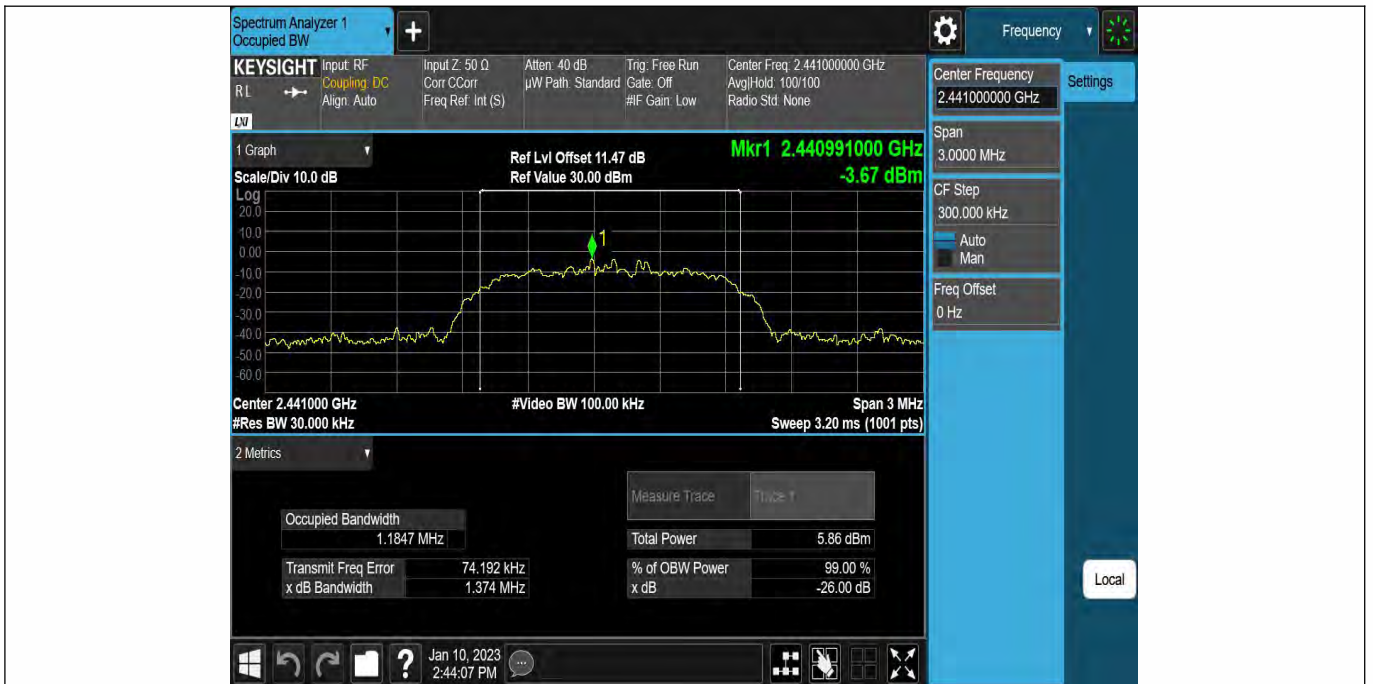 Spectrum Analyzer 1
Occupied BW
+
Frequency
KEYSIGHT
R L
LXI
Input: RF
Coupling: DC
Align: Auto
Input Z: 50 Ω
Corr CCorr
Freq Ref: Int (S)
Atten: 40 dB
µW Path: Standard
Trig: Free Run
Gate: Off
#IF Gain: Low
Center Freq: 2.441000000 GHz
Avg|Hold: 100/100
Radio Std: None
Center Frequency
2.441000000 GHz
Settings
Span
3.0000 MHz
CF Step
300.000 kHz
Auto
Man
Freq Offset
0 Hz
Local
1 Graph
Scale/Div 10.0 dB
Ref Lvl Offset 11.47 dB
Ref Value 30.00 dBm
Mkr1 2.440991000 GHz
-3.67 dBm
Log
20.0
10.0
0.00
-10.0
-20.0
-30.0
-40.0
-50.0
-60.0
1
Center 2.441000 GHz
#Res BW 30.000 kHz
#Video BW 100.00 kHz
Span 3 MHz
Sweep 3.20 ms (1001 pts)
2 Metrics
Measure Trace Trace 1
Occupied Bandwidth
1.1847 MHz
Total Power 5.86 dBm
Transmit Freq Error 74.192 kHz
% of OBW Power 99.00 %
x dB Bandwidth 1.374 MHz
x dB -26.00 dB
?
Jan 10, 2023
2:44:07 PM